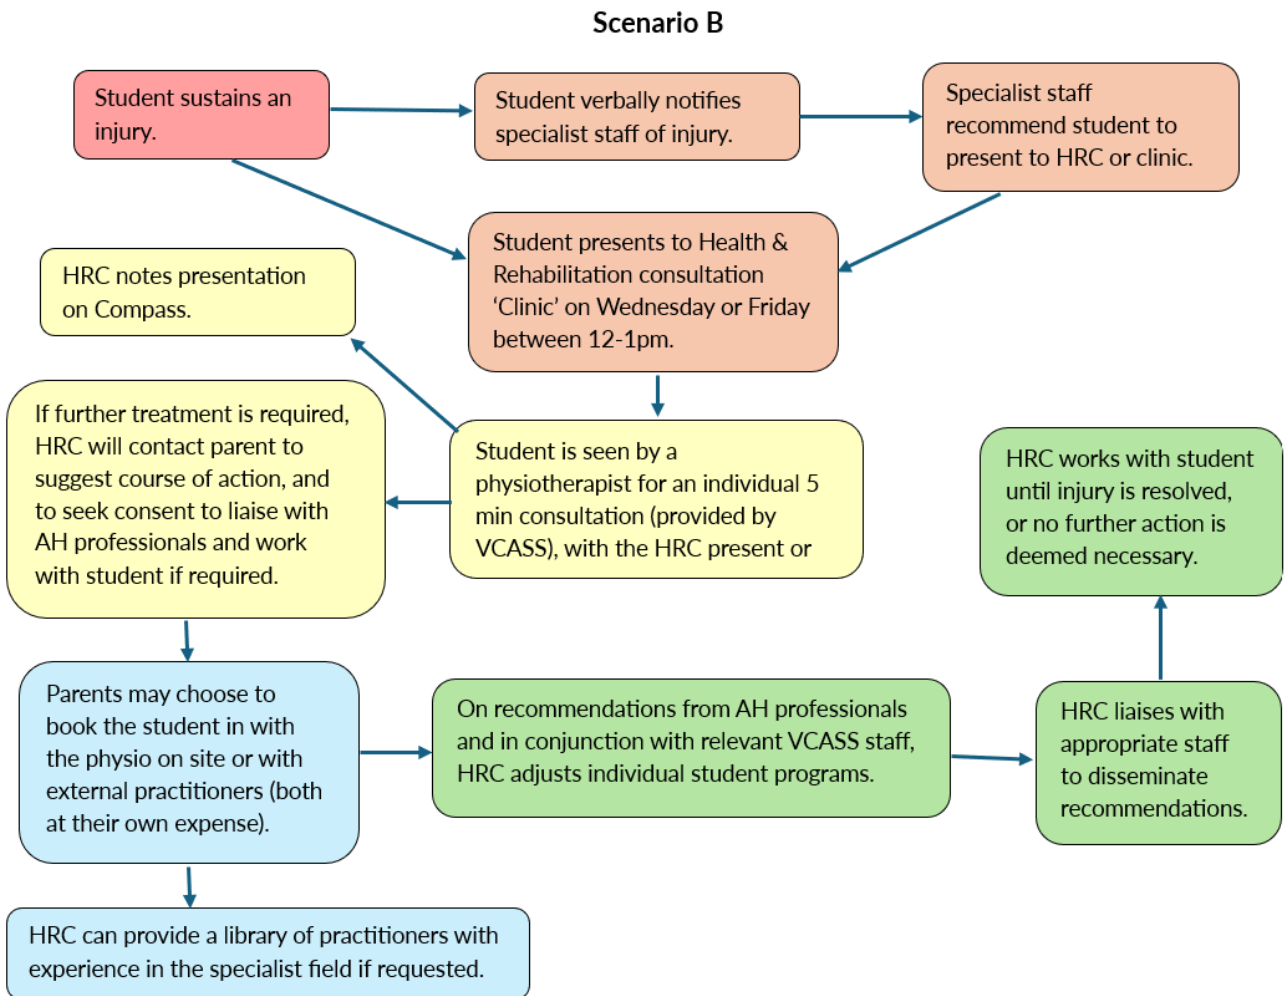 Scenario B
Student sustains an
injury.
Student verbally notifies
specialist staff of injury.
Specialist staff
recommend student to
present to HRC or clinic.
Student presents to Health &
Rehabilitation consultation
‘Clinic’ on Wednesday or Friday
between 12-1pm.
HRC notes presentation
on Compass.
If further treatment is required,
HRC will contact parent to
suggest course of action, and
to seek consent to liaise with
AH professionals and work
with student if required.
Student is seen by a
physiotherapist for an individual 5
min consultation (provided by
VCASS), with the HRC present or
HRC works with student
until injury is resolved,
or no further action is
deemed necessary.
Parents may choose to
book the student in with
the physio on site or with
external practitioners (both
at their own expense).
On recommendations from AH professionals
and in conjunction with relevant VCASS staff,
HRC adjusts individual student programs.
HRC liaises with
appropriate staff
to disseminate
recommendations.
HRC can provide a library of practitioners with
experience in the specialist field if requested.